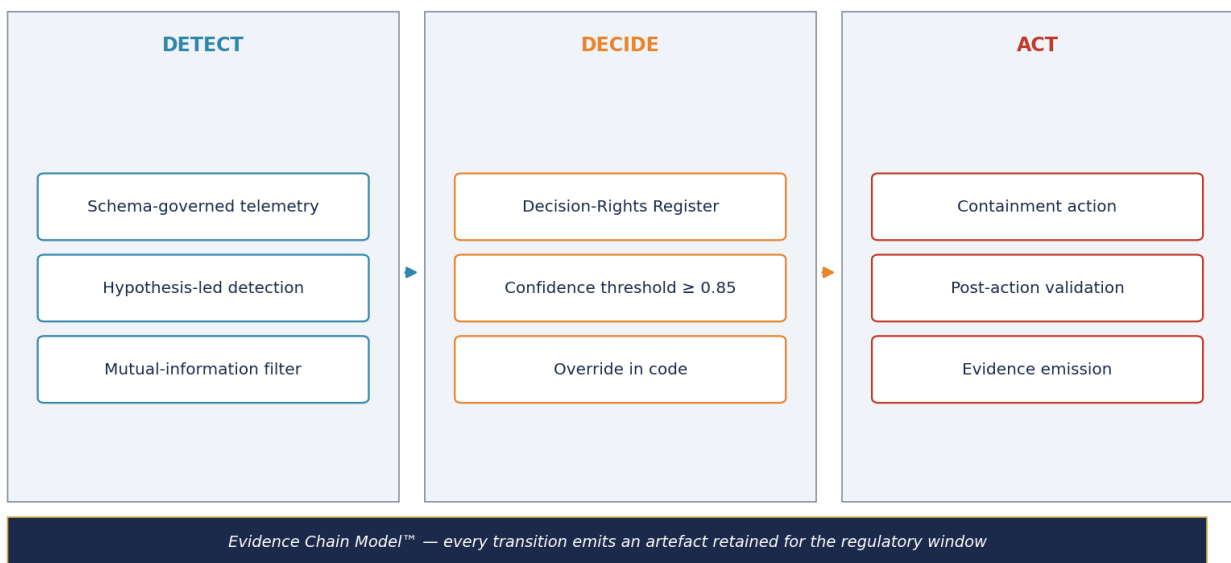 DETECT
Schema-governed telemetry
Hypothesis-led detection
Mutual-information filter
DECIDE
Decision-Rights Register
Confidence threshold ≥ 0.85
Override in code
ACT
Containment action
Post-action validation
Evidence emission
Evidence Chain Model™ — every transition emits an artefact retained for the regulatory window